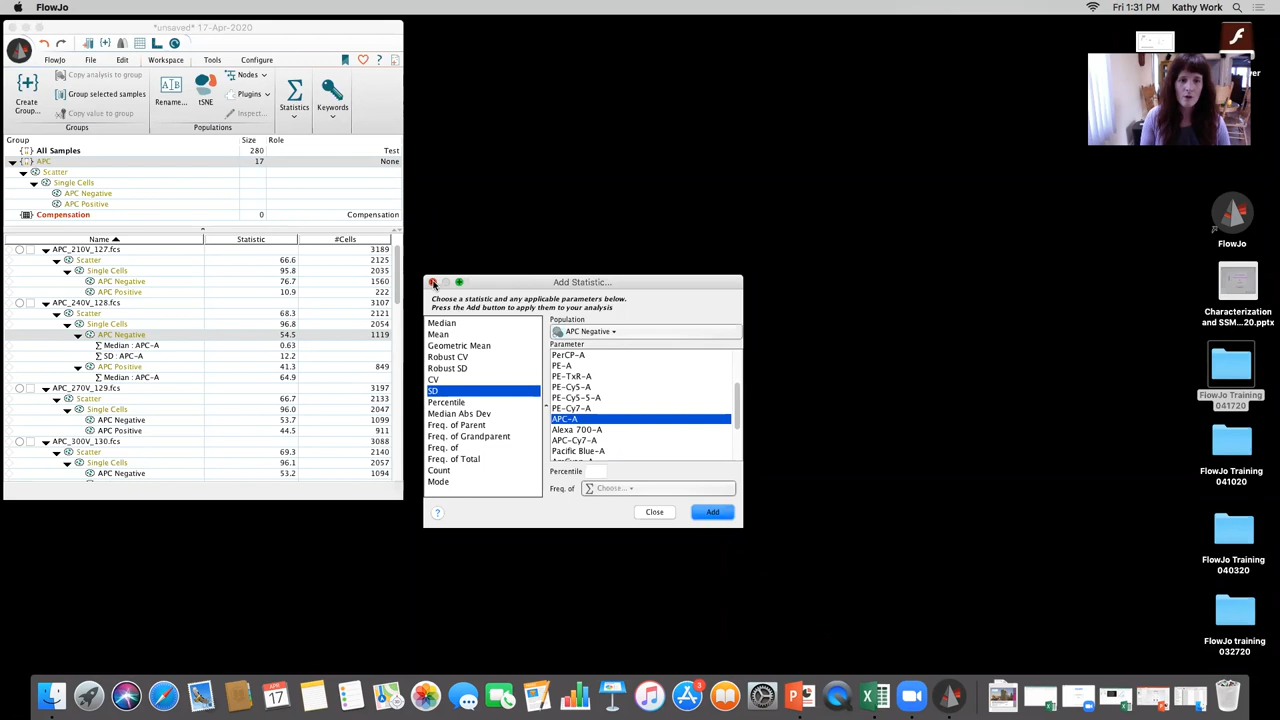 FlowJo
Fri 1:31 PM Kathy Work
*unsaved* 17-Apr-2020
FlowJo File Edit Workspace Tools Configure
Create Group...
Copy analysis to group
Group selected samples
Copy value to group
Groups
Rename...
tSNE
Nodes
Plugins
Inspect...
Populations
Statistics
Keywords
Group Size Role
All Samples 280 Test
APC 17 None
Scatter
Single Cells
APC Negative
APC Positive
Compensation 0 Compensation
Name Statistic #Cells
APC_210V_127.fcs 3189
Scatter 66.6 2125
Single Cells 95.8 2035
APC Negative 76.7 1560
APC Positive 10.9 222
APC_240V_128.fcs 3107
Scatter 68.3 2121
Single Cells 96.8 2054
APC Negative 54.5 1119
Σ Median : APC-A 0.63
Σ SD : APC-A 12.2
APC Positive 41.3 849
Σ Median : APC-A 64.9
APC_270V_129.fcs 3197
Scatter 66.7 2133
Single Cells 96.0 2047
APC Negative 53.7 1099
APC Positive 44.5 911
APC_300V_130.fcs 3088
Scatter 69.3 2140
Single Cells 96.1 2057
APC Negative 53.2 1094
Add Statistic...
Choose a statistic and any applicable parameters below.
Press the Add button to apply them to your analysis
Median
Mean
Geometric Mean
Robust CV
Robust SD
CV
SD
Percentile
Median Abs Dev
Freq. of Parent
Freq. of Grandparent
Freq. of
Freq. of Total
Count
Mode
Population
APC Negative
Parameter
PerCP-A
PE-A
PE-TxR-A
PE-Cy5-A
PE-Cy5-5-A
PE-Cy7-A
APC-A
Alexa 700-A
APC-Cy7-A
Pacific Blue-A
Percentile
Freq. of Σ Choose...
? Close Add
FlowJo
Characterization
and SSM...20.pptx
FlowJo Training
041720
FlowJo Training
041020
FlowJo Training
040320
FlowJo training
032720
APR
17
3